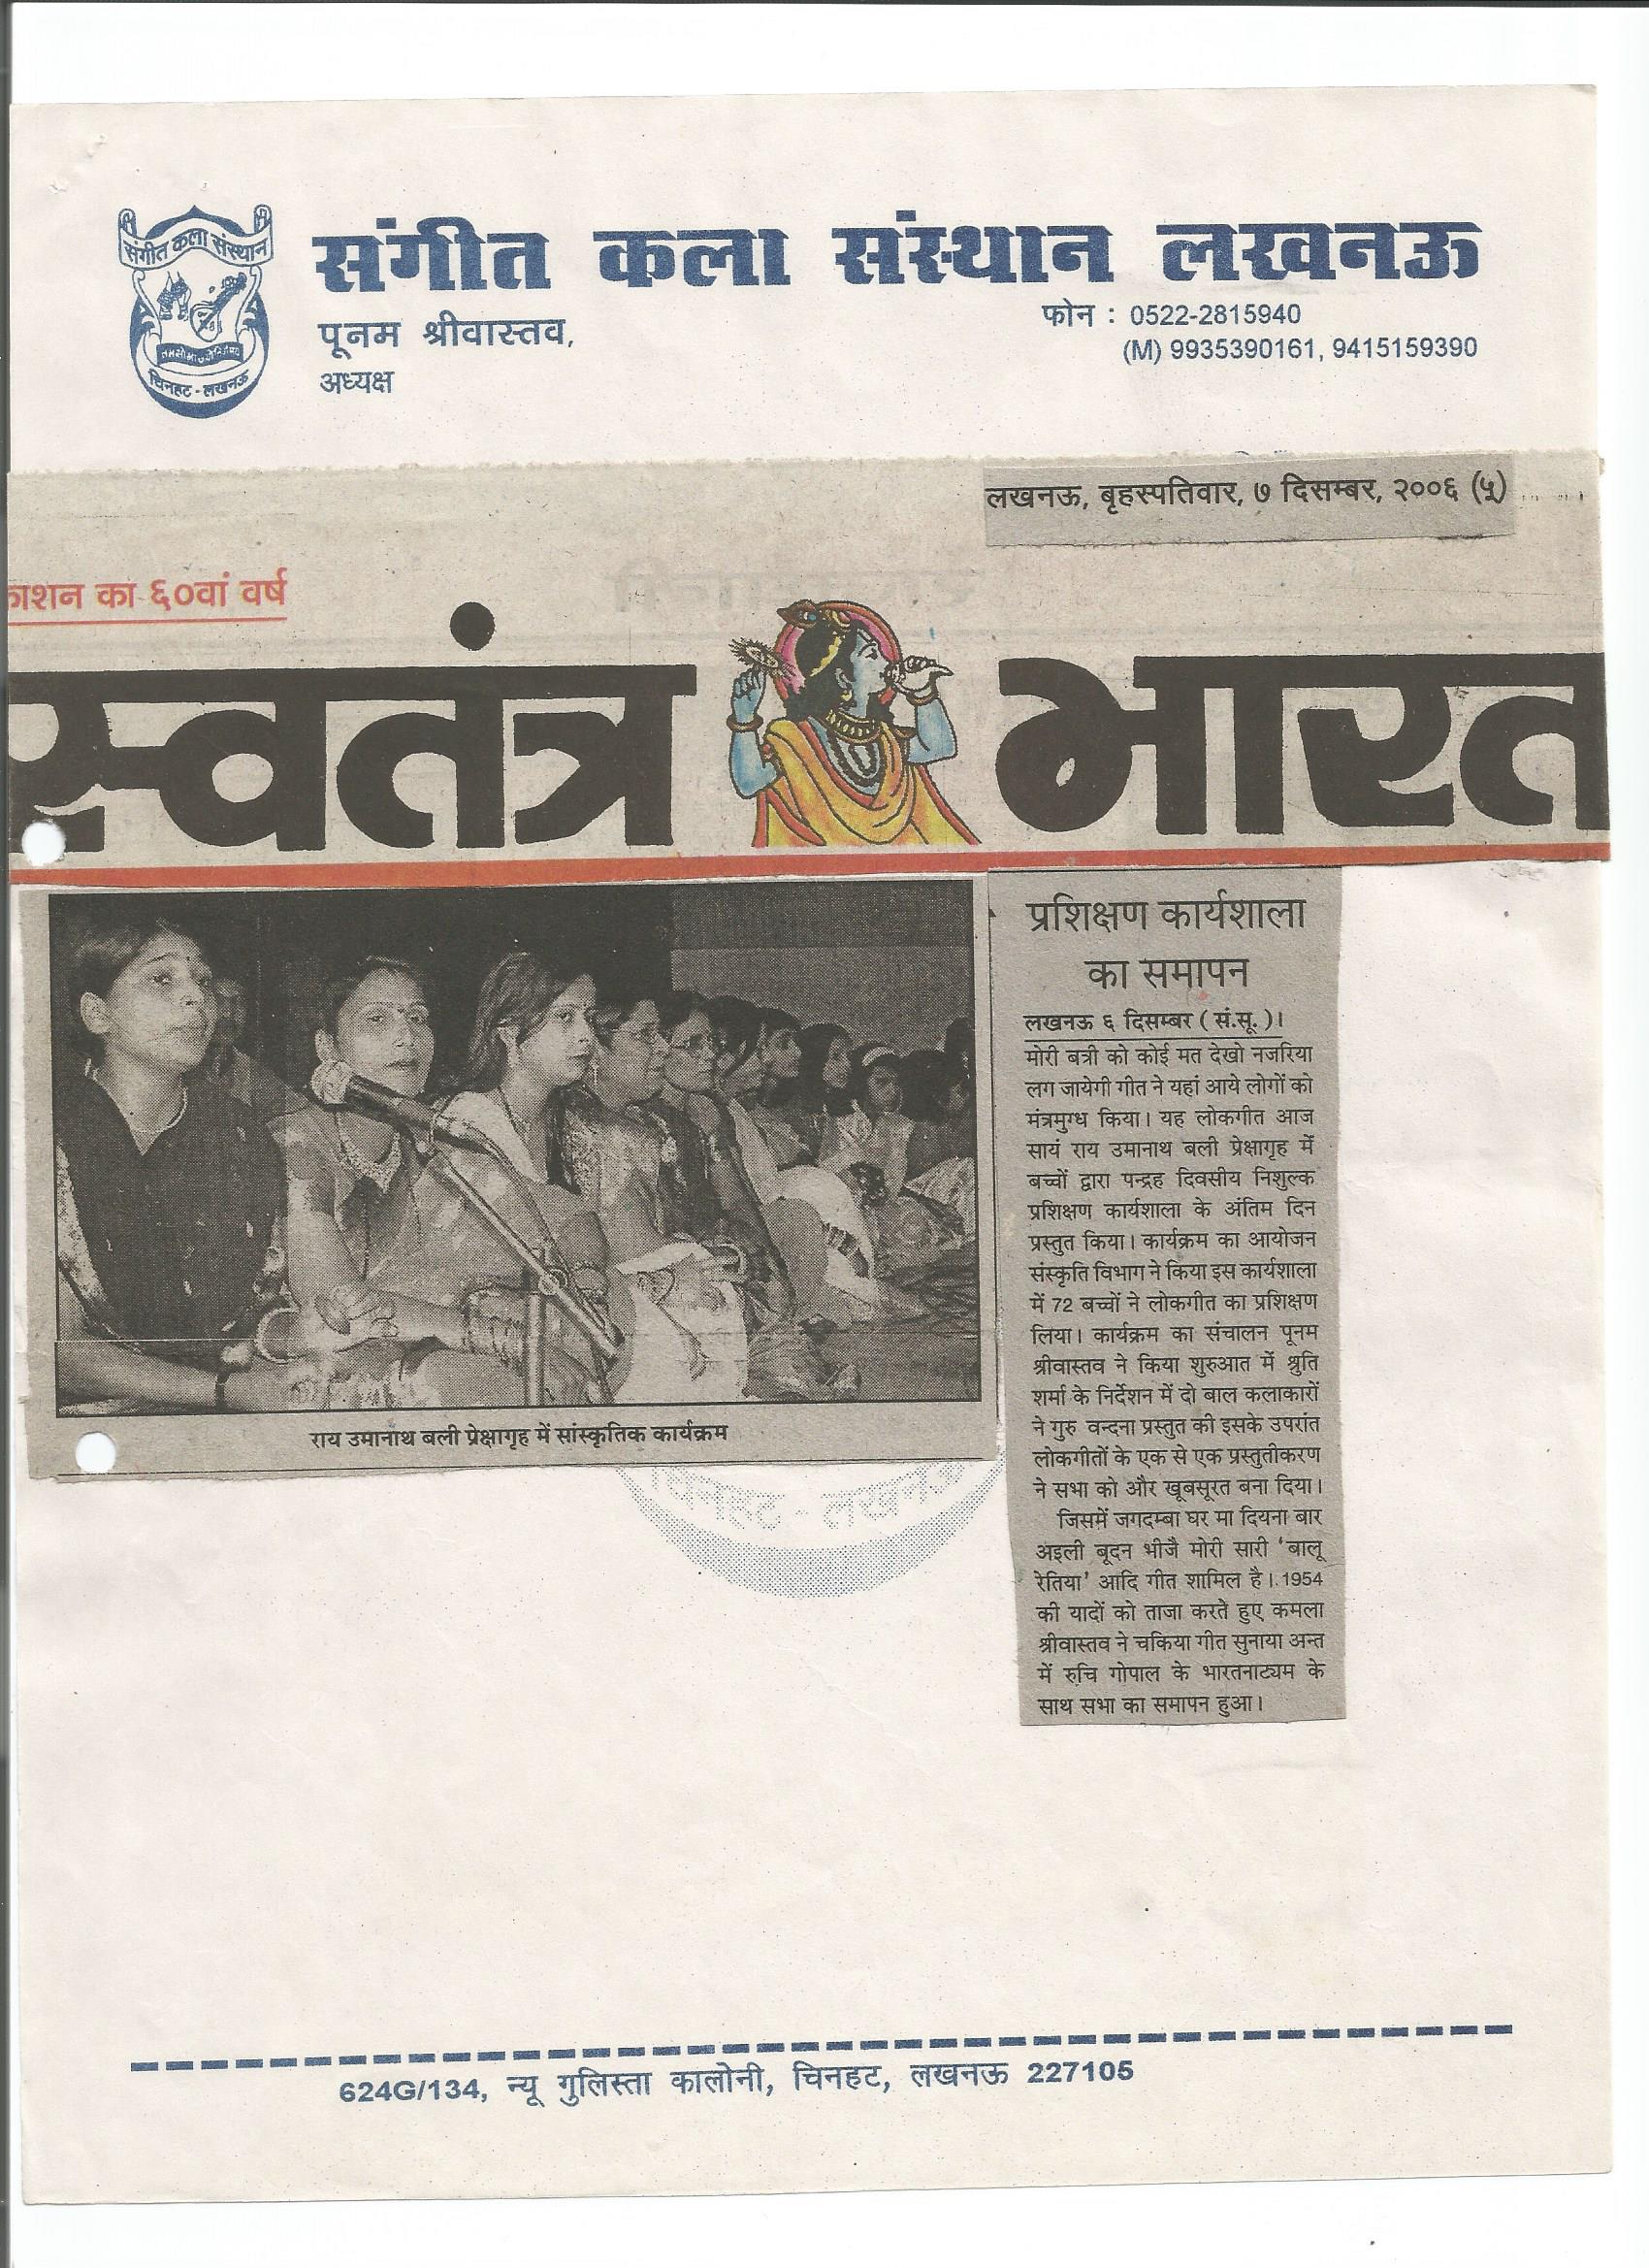 संगीत कला संस्थान
चिनहट - लखनऊ
संगीत कला संस्थान लखनऊ
पूनम श्रीवास्तव,
अध्यक्ष
फोन : 0522-2815940
(M) 9935390161, 9415159390
लखनऊ, बृहस्पतिवार, ७ दिसम्बर, २००६ (५)
का ६०वां वर्ष
स्वतंत्र भारत
राय उमानाथ बली प्रेक्षागृह में सांस्कृतिक कार्यक्रम
प्रशिक्षण कार्यशाला
का समापन
लखनऊ ६ दिसम्बर ( सं.सू. )।
मोरी बत्री को कोई मत देखो नजरिया
लग जायेगी गीत ने यहां आये लोगों को
मंत्रमुग्ध किया। यह लोकगीत आज
सायं राय उमानाथ बली प्रेक्षागृह में
बच्चों द्वारा पन्द्रह दिवसीय निशुल्क
प्रशिक्षण कार्यशाला के अंतिम दिन
प्रस्तुत किया। कार्यक्रम का आयोजन
संस्कृति विभाग ने किया इस कार्यशाला
में 72 बच्चों ने लोकगीत का प्रशिक्षण
लिया। कार्यक्रम का संचालन पूनम
श्रीवास्तव ने किया शुरुआत में श्रुति
शर्मा के निर्देशन में दो बाल कलाकारों
ने गुरु वन्दना प्रस्तुत की इसके उपरांत
लोकगीतों के एक से एक प्रस्तुतीकरण
ने सभा को और खूबसूरत बना दिया।
जिसमें जगदम्बा घर मा दियना बार
अइली बूदन भीजै मोरी सारी 'बालू
रेतिया' आदि गीत शामिल है। 1954
की यादों को ताजा करते हुए कमला
श्रीवास्तव ने चकिया गीत सुनाया अन्त
में रुचि गोपाल के भारतनाट्यम के
साथ सभा का समापन हुआ।
चिनहट - लखनऊ
624G/134, न्यू गुलिस्ता कालोनी, चिनहट, लखनऊ 227105